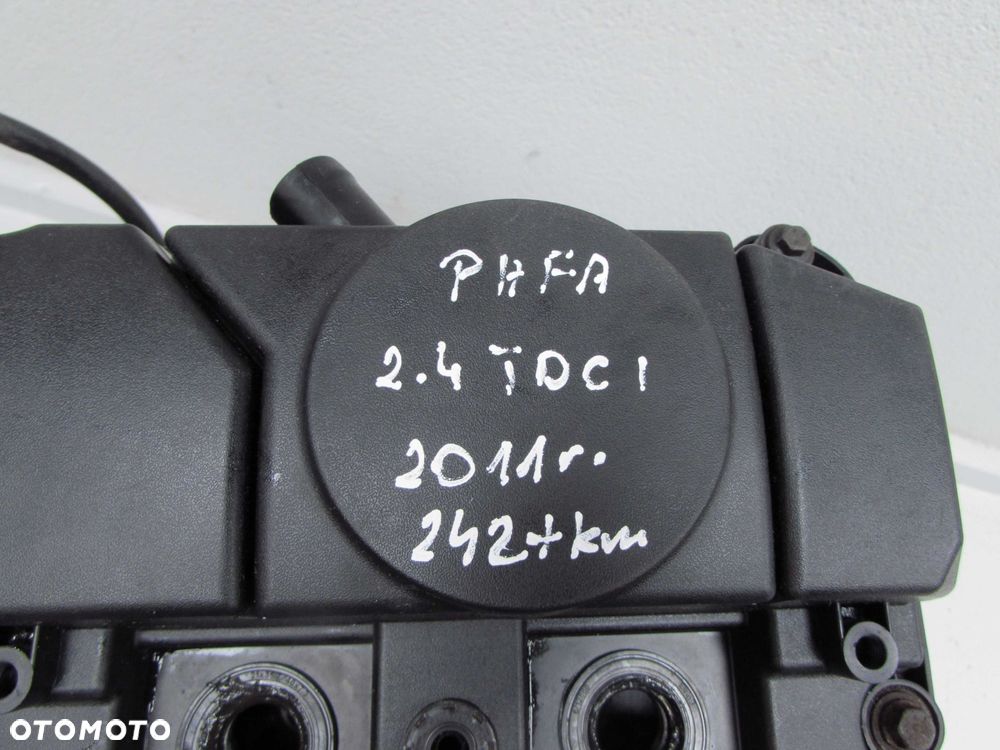 PHFA
2.4 TDCI
2011r.
242+km
OTOMOTO